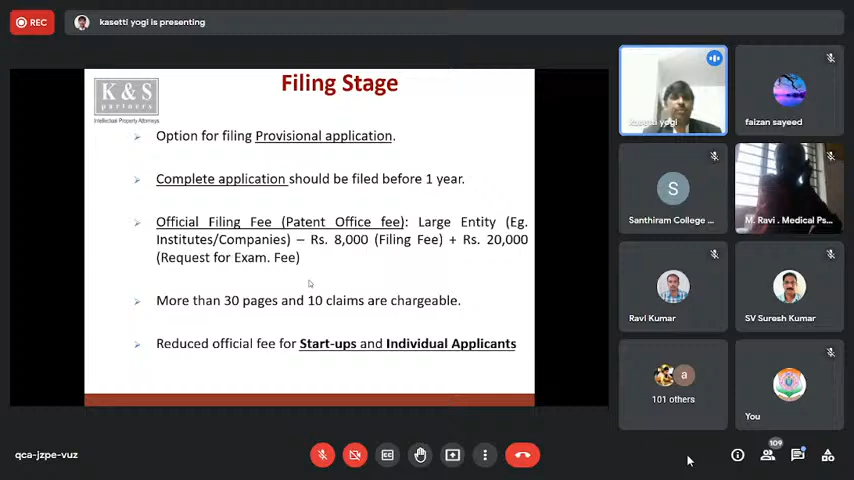 REC
kasetti yogi is presenting
K & S
partners
Intellectual Property Attorneys
Filing Stage
Option for filing Provisional application.
Complete application should be filed before 1 year.
Official Filing Fee (Patent Office fee): Large Entity (Eg.
Institutes/Companies) – Rs. 8,000 (Filing Fee) + Rs. 20,000
(Request for Exam. Fee)
More than 30 pages and 10 claims are chargeable.
Reduced official fee for Start-ups and Individual Applicants
kasetti yogi
faizan sayeed
S
Santhiram College ...
M. Ravi . Medical Ps...
Ravi Kumar
SV Suresh Kumar
a
101 others
You
qca-jzpe-vuz
CC
109